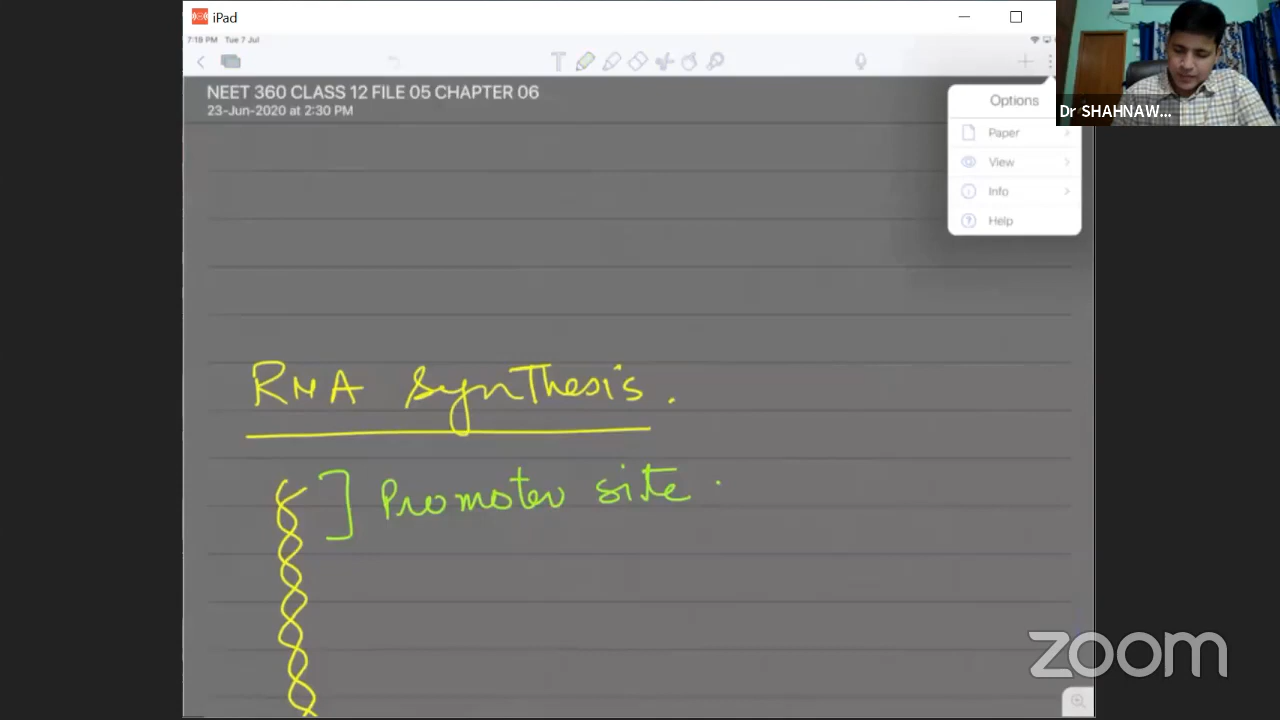 iPad
7:18 PM Tue 7 Jul
NEET 360 CLASS 12 FILE 05 CHAPTER 06
23-Jun-2020 at 2:30 PM
Options
Paper
View
Info
Help
Dr SHAHNAW...
RNA Synthesis.
Promoter site.
zoom